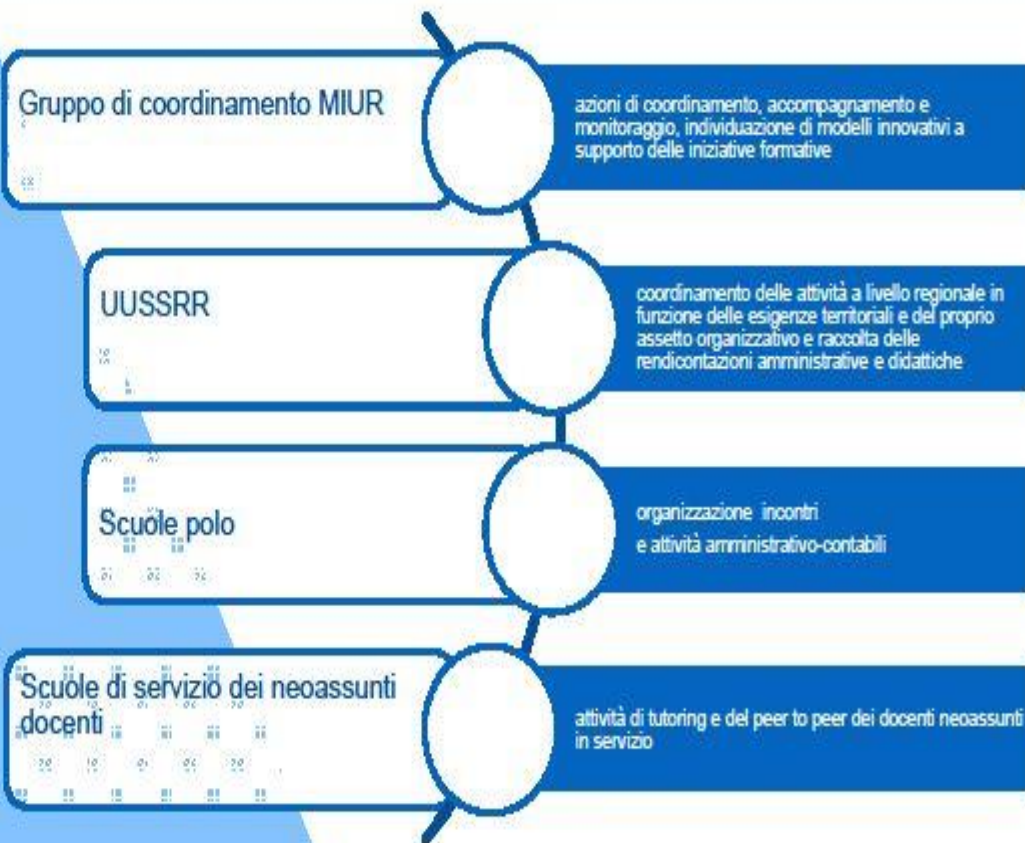 Gruppo di coordinamento MIUR
azioni di coordinamento, accompagnamento e
monitoraggio, individuazione di modelli innovativi a
supporto delle iniziative formative
UUSSRR
coordinamento delle attività a livello regionale in
funzione delle esigenze territoriali e del proprio
assetto organizzativo e raccolta delle
rendicontazioni amministrative e didattiche
Scuole polo
organizzazione incontri
e attività amministrativo-contabili
Scuole di servizio dei neoassunti
docenti
attività di tutoring e del peer to peer dei docenti neoassunti
in servizio